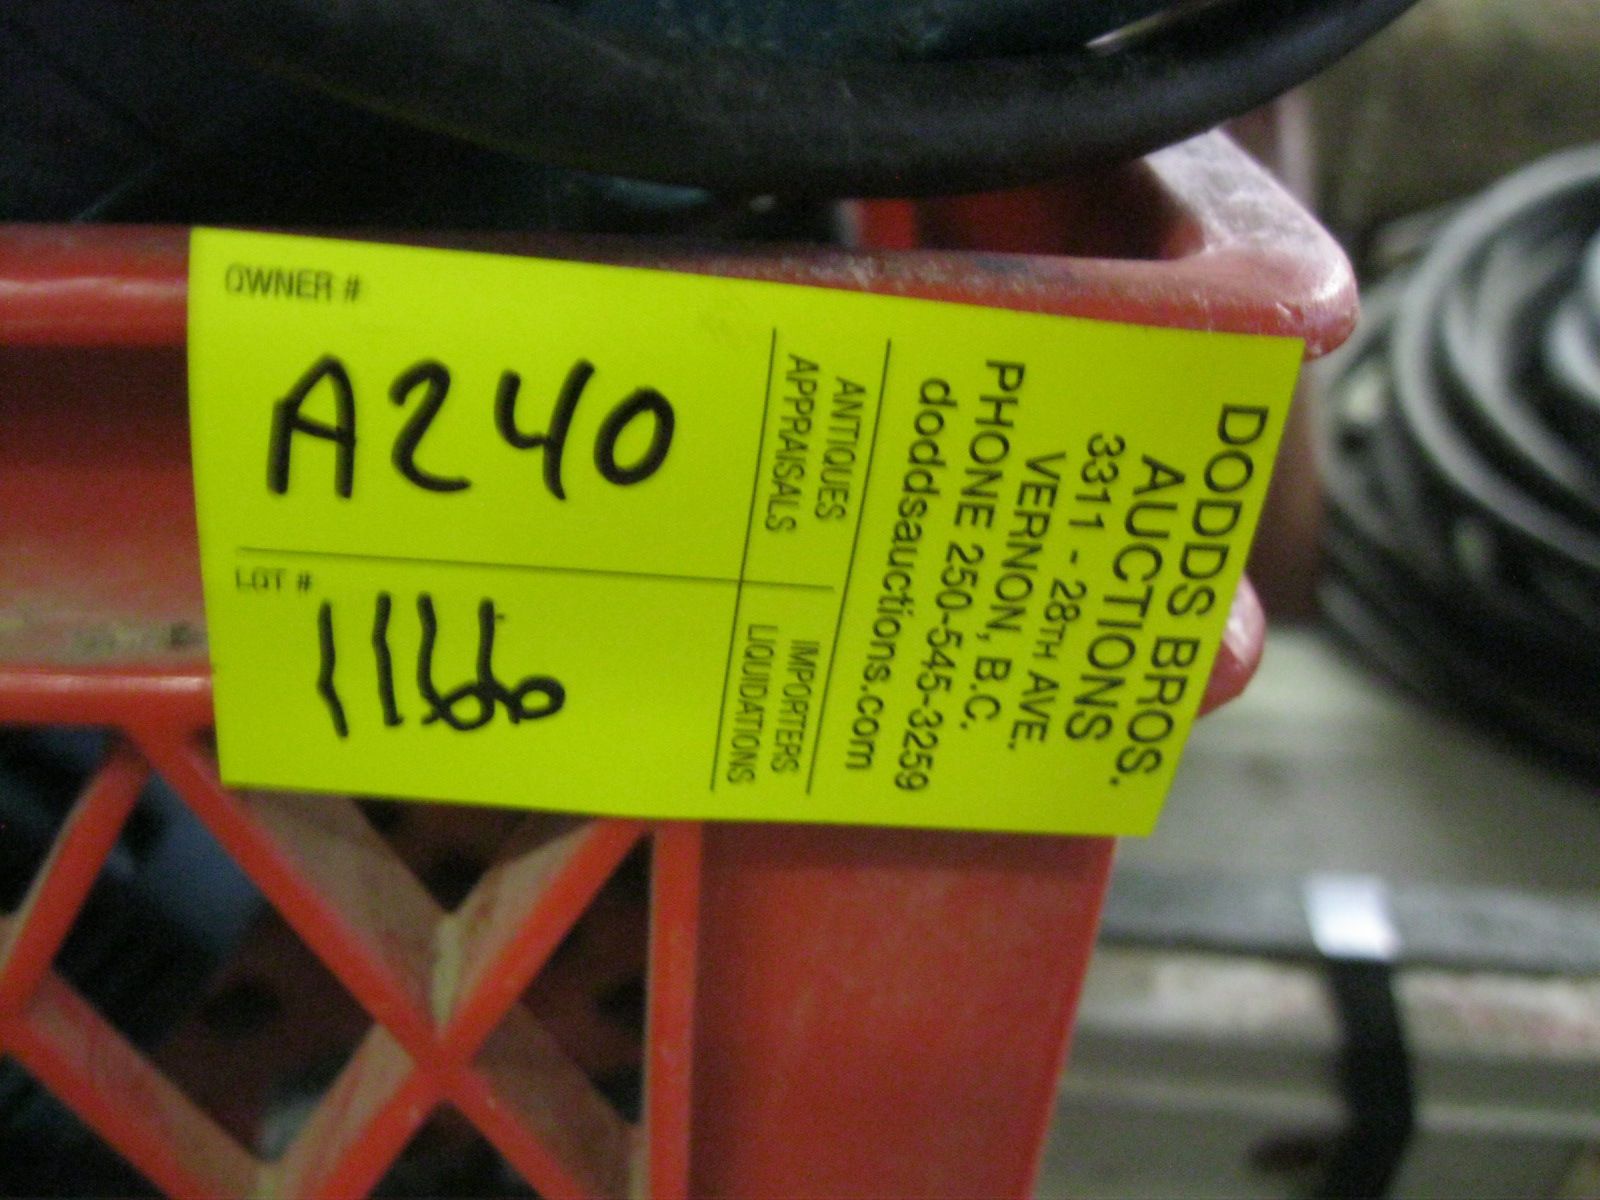 OWNER #
A240
LOT #
1166
ANTIQUES
APPRAISALS
IMPORTERS
LIQUIDATIONS
DODDS BROS.
AUCTIONS
3311 - 28TH AVE.
VERNON, B.C.
PHONE 250-545-3259
doddsauctions.com